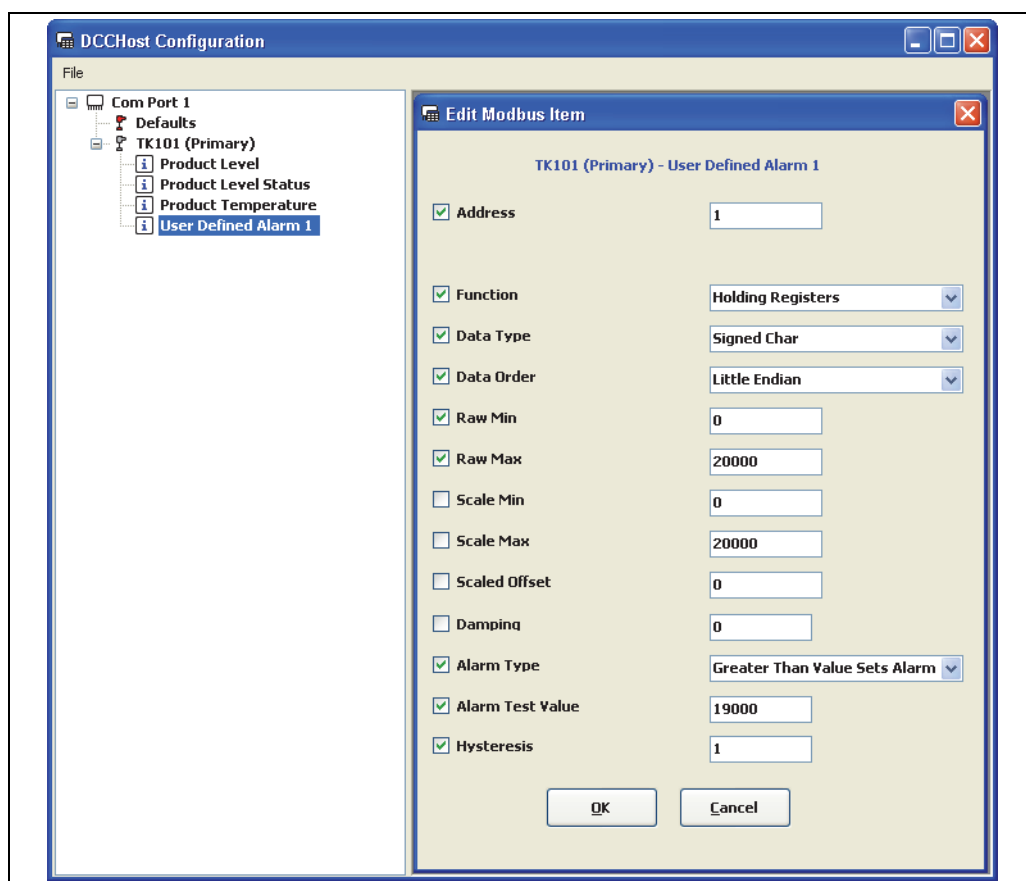 DCCHost Configuration
File
Com Port 1
Defaults
TK101 (Primary)
Product Level
Product Level Status
Product Temperature
User Defined Alarm 1
Edit Modbus Item
TK101 (Primary) - User Defined Alarm 1
Address 1
Function Holding Registers
Data Type Signed Char
Data Order Little Endian
Raw Min 0
Raw Max 20000
Scale Min 0
Scale Max 20000
Scaled Offset 0
Damping 0
Alarm Type Greater Than Value Sets Alarm
Alarm Test Value 19000
Hysteresis 1
OK Cancel